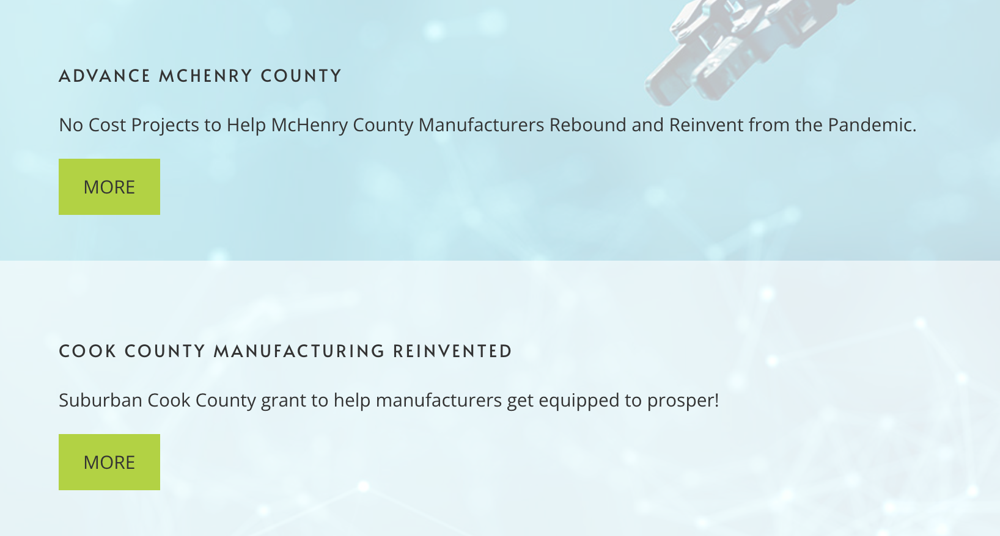 ADVANCE MCHENRY COUNTY
No Cost Projects to Help McHenry County Manufacturers Rebound and Reinvent from the Pandemic.
MORE
COOK COUNTY MANUFACTURING REINVENTED
Suburban Cook County grant to help manufacturers get equipped to prosper!
MORE